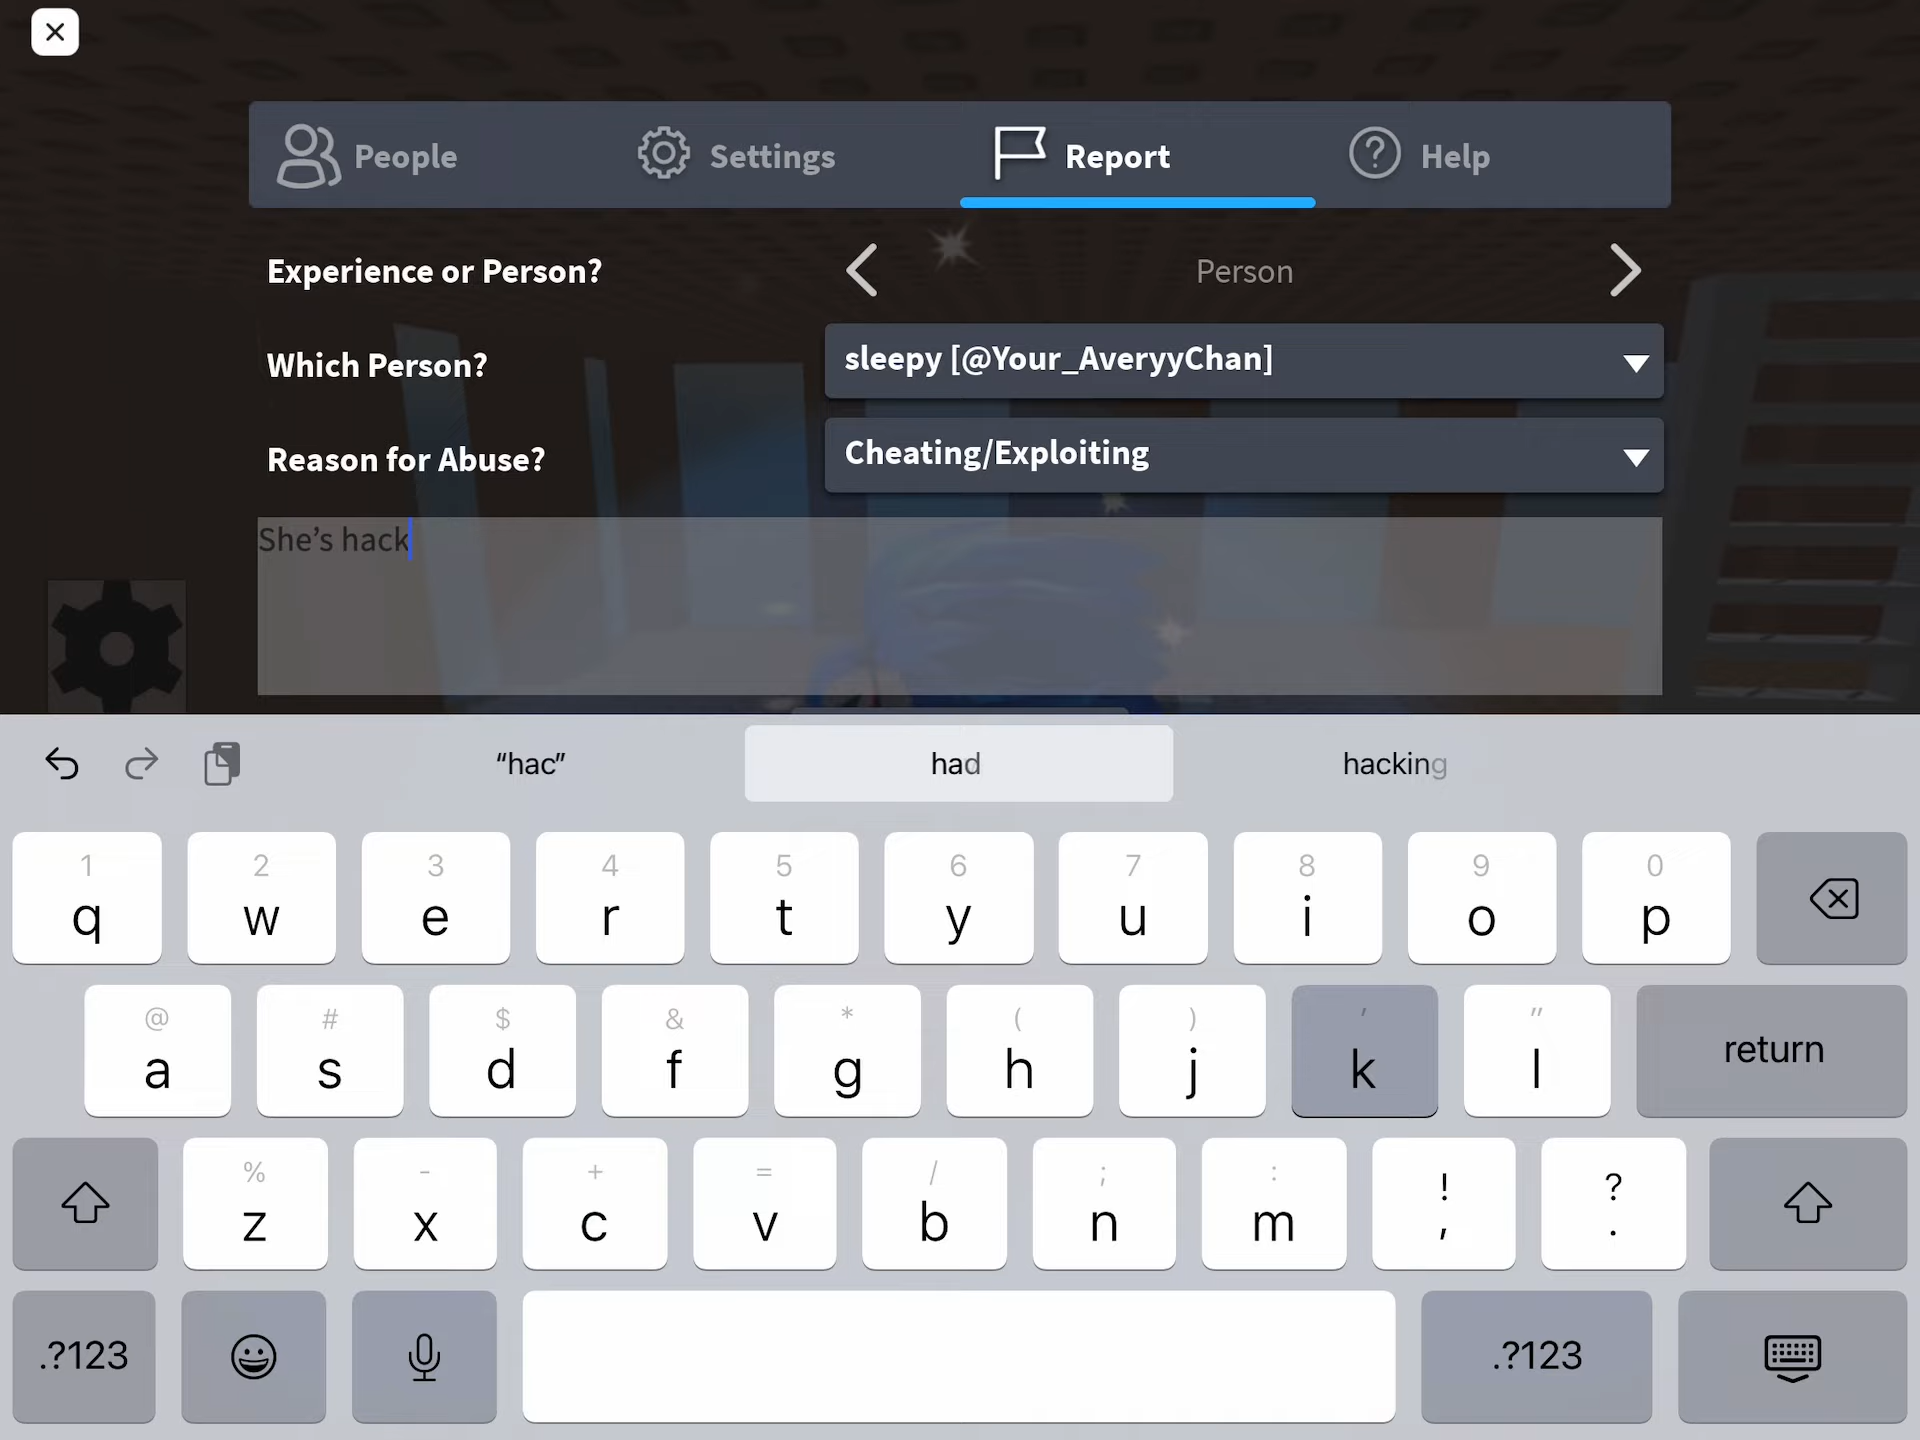 People Settings Report Help
Experience or Person? Person
Which Person? sleepy [@Your_AveryyChan]
Reason for Abuse? Cheating/Exploiting
She’s hack
“hac” had hacking
1 2 3 4 5 6 7 8 9 0
q w e r t y u i o p
@ # $ & * ( ) ' "
a s d f g h j k l return
% - + = / ; : ! ?
z x c v b n m , .
.?123 .?123